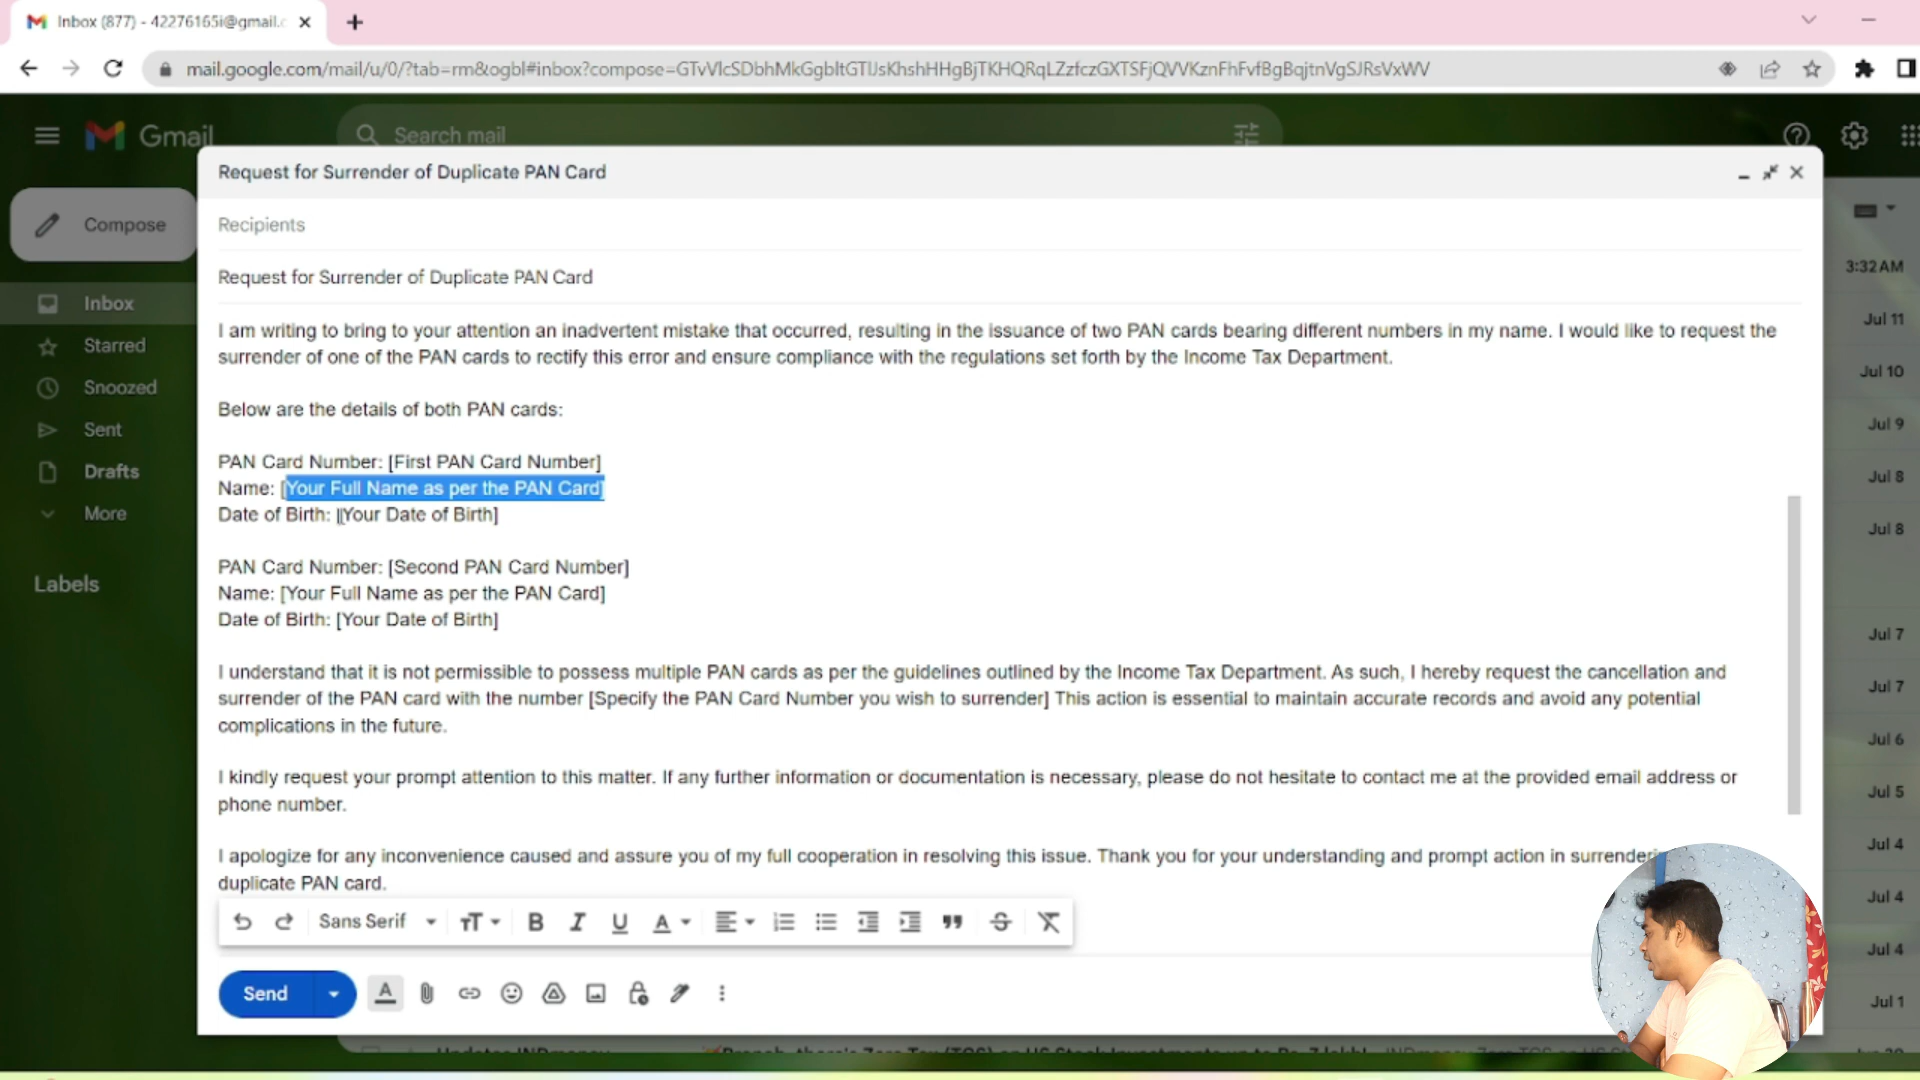 Inbox (877) - 42276165i@gmail.c
mail.google.com/mail/u/0/?tab=rm&ogbl#inbox?compose=
Gmail
Search mail
Compose
Inbox
Starred
Snoozed
Sent
Drafts
More
Labels
Request for Surrender of Duplicate PAN Card
Recipients
Request for Surrender of Duplicate PAN Card
I am writing to bring to your attention an inadvertent mistake that occurred, resulting in the issuance of two PAN cards bearing different numbers in my name. I would like to request the
surrender of one of the PAN cards to rectify this error and ensure compliance with the regulations set forth by the Income Tax Department.
Below are the details of both PAN cards:
PAN Card Number: [First PAN Card Number]
Name: [Your Full Name as per the PAN Card]
Date of Birth: [Your Date of Birth]
PAN Card Number: [Second PAN Card Number]
Name: [Your Full Name as per the PAN Card]
Date of Birth: [Your Date of Birth]
I understand that it is not permissible to possess multiple PAN cards as per the guidelines outlined by the Income Tax Department. As such, I hereby request the cancellation and
surrender of the PAN card with the number [Specify the PAN Card Number you wish to surrender] This action is essential to maintain accurate records and avoid any potential
complications in the future.
I kindly request your prompt attention to this matter. If any further information or documentation is necessary, please do not hesitate to contact me at the provided email address or
phone number.
I apologize for any inconvenience caused and assure you of my full cooperation in resolving this issue. Thank you for your understanding and prompt action in
duplicate PAN card.
Sans Serif
Send
3:32 AM
Jul 11
Jul 10
Jul 9
Jul 8
Jul 8
Jul 7
Jul 7
Jul 6
Jul 5
Jul 4
Jul 4
Jul 4
Jul 1